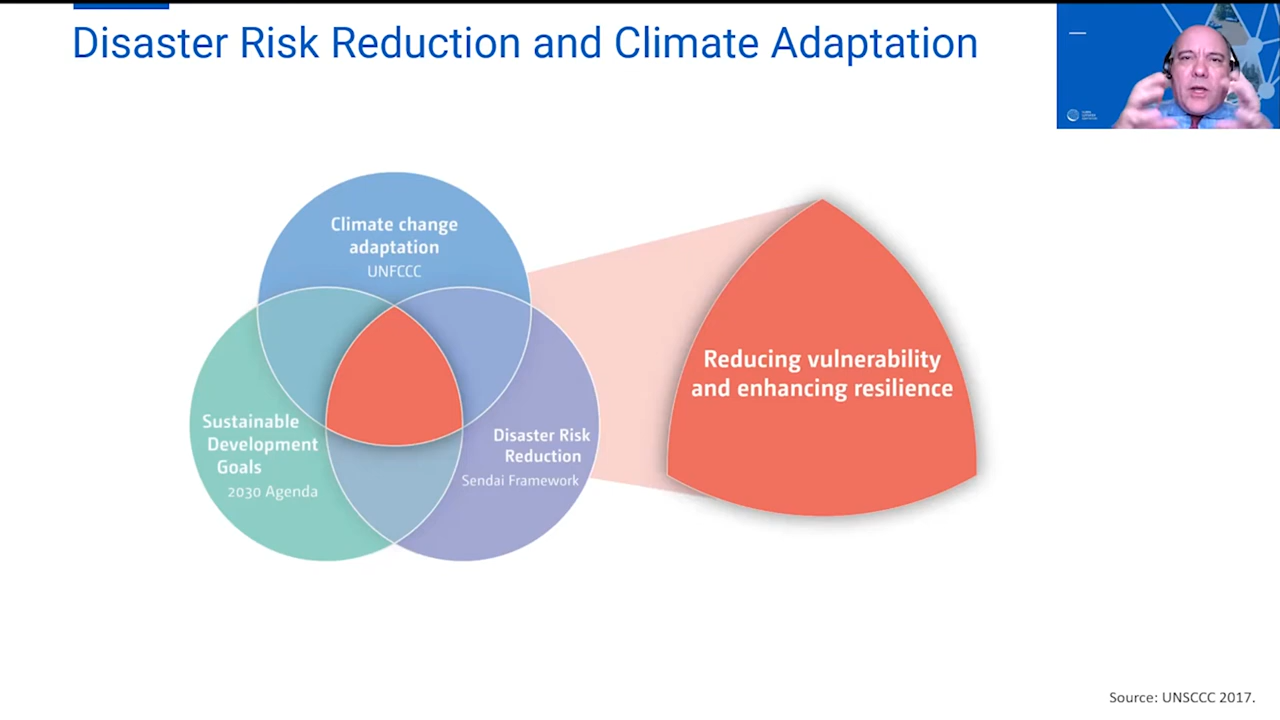 Disaster Risk Reduction and Climate Adaptation
Climate change
adaptation
UNFCCC
Sustainable
Development
Goals
2030 Agenda
Disaster Risk
Reduction
Sendai Framework
Reducing vulnerability
and enhancing resilience
Source: UNSCCC 2017.